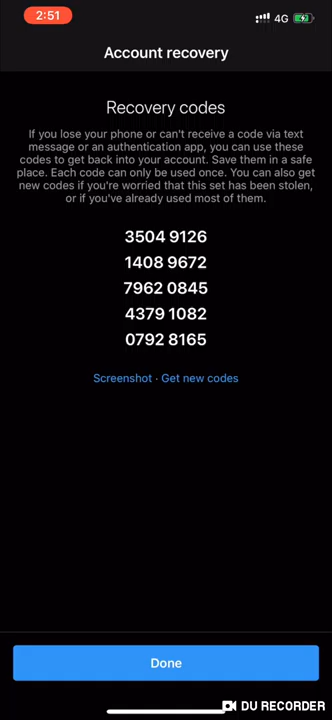 2:51
4G
Account recovery
Recovery codes
If you lose your phone or can't receive a code via text
message or an authentication app, you can use these
codes to get back into your account. Save them in a safe
place. Each code can only be used once. You can also get
new codes if you're worried that this set has been stolen,
or if you've already used most of them.
3504 9126
1408 9672
7962 0845
4379 1082
0792 8165
Screenshot · Get new codes
Done
DU RECORDER